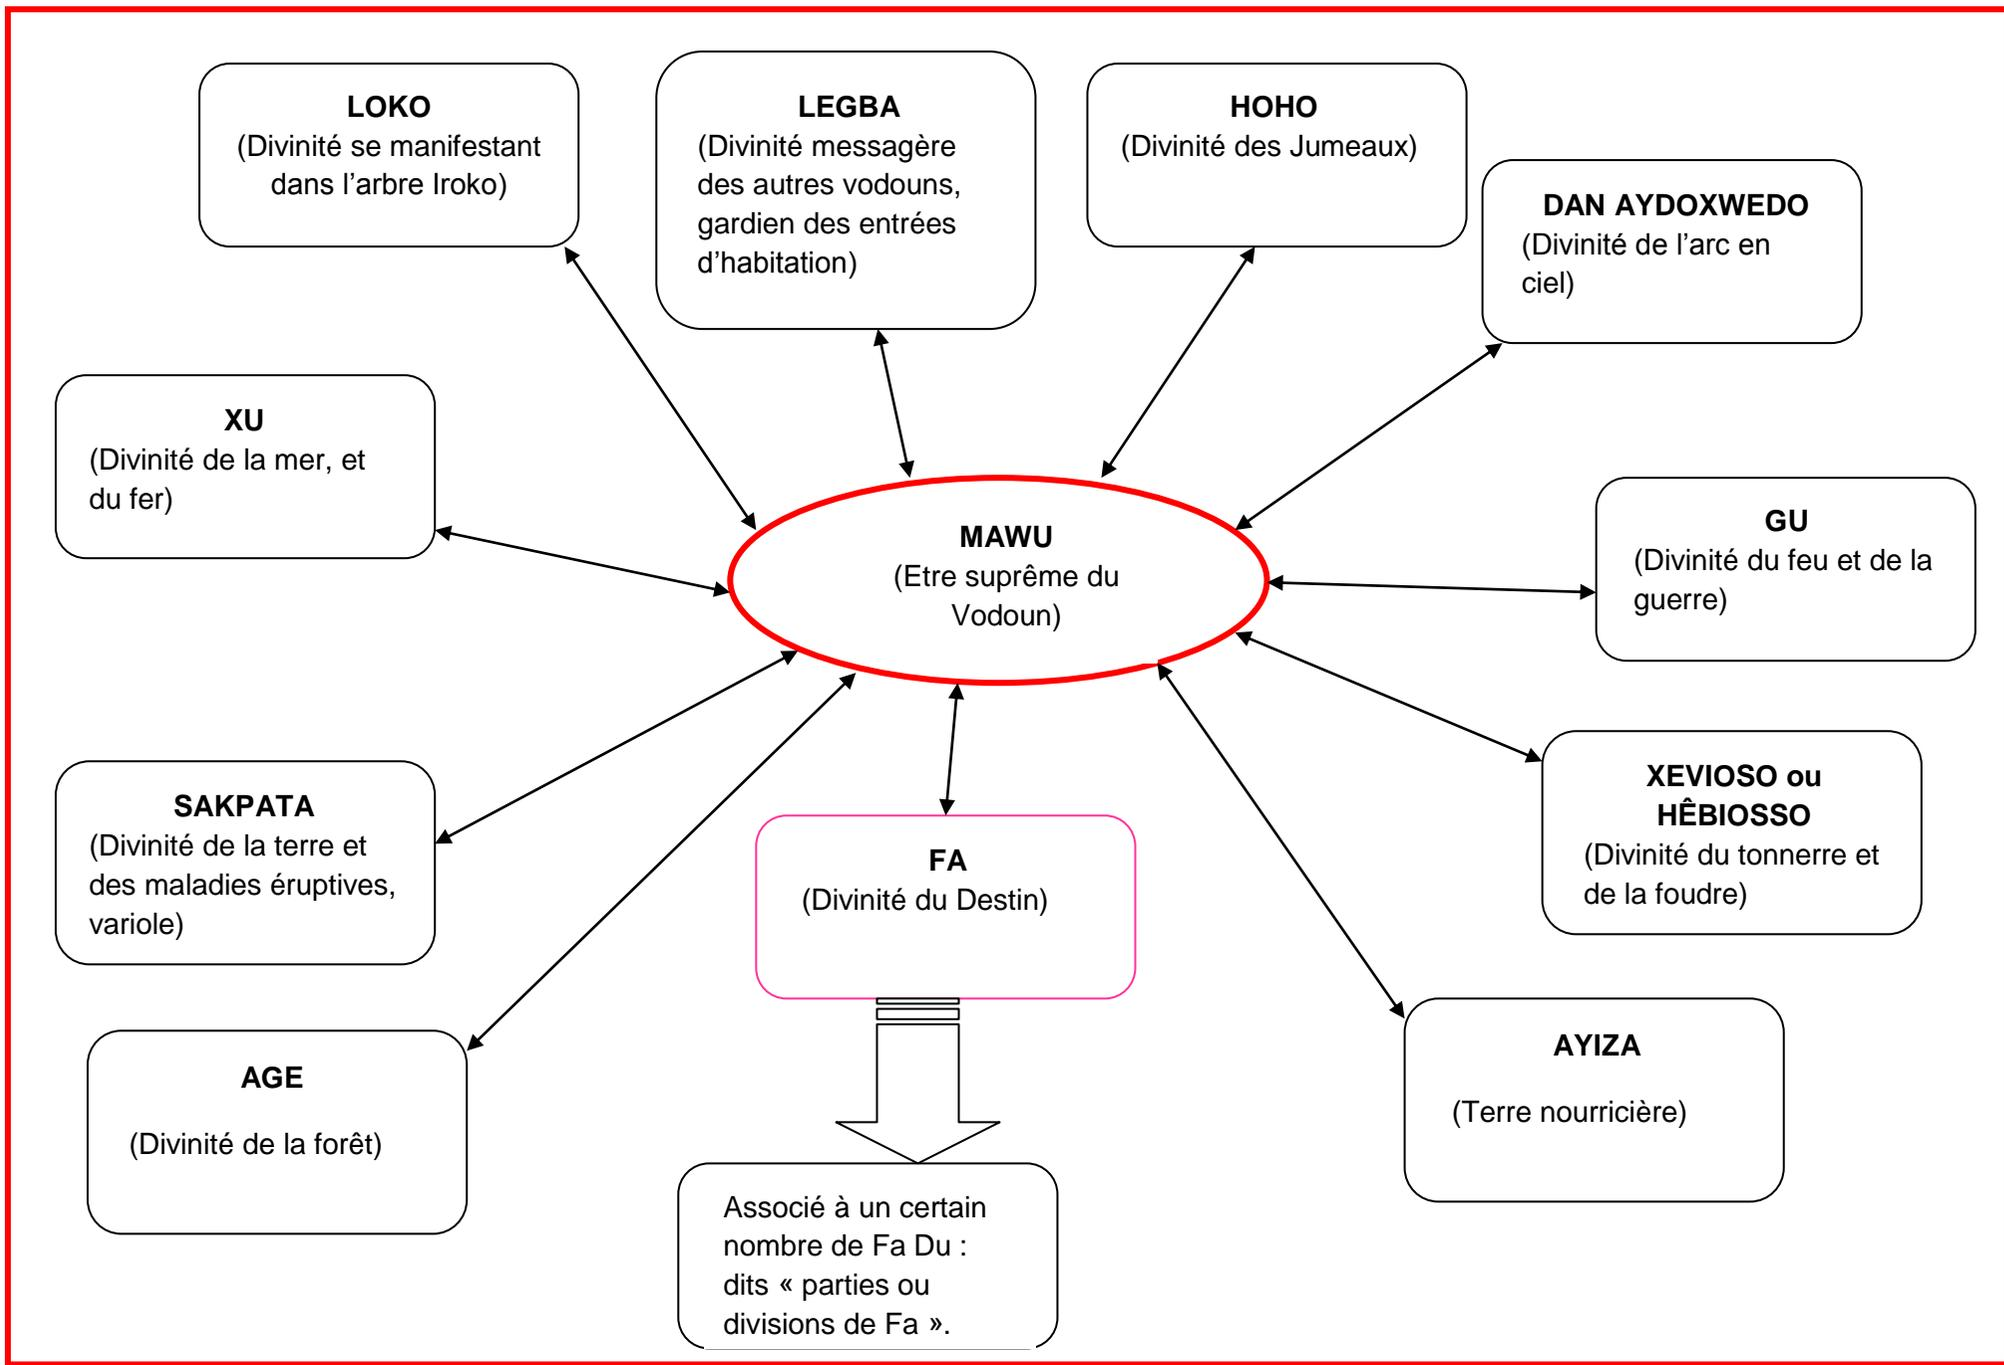 LOKO
(Divinité se manifestant
dans l’arbre Iroko)
LEGBA
(Divinité messagère
des autres vodouns,
gardien des entrées
d’habitation)
HOHO
(Divinité des Jumeaux)
DAN AYDOXWEDO
(Divinité de l’arc en
ciel)
XU
(Divinité de la mer, et
du fer)
MAWU
(Etre suprême du
Vodoun)
GU
(Divinité du feu et de la
guerre)
SAKPATA
(Divinité de la terre et
des maladies éruptives,
variole)
FA
(Divinité du Destin)
XEVIOSO ou
HÊBIOSSO
(Divinité du tonnerre et
de la foudre)
AGE
(Divinité de la forêt)
AYIZA
(Terre nourricière)
Associé à un certain
nombre de Fa Du :
dits « parties ou
divisions de Fa ».